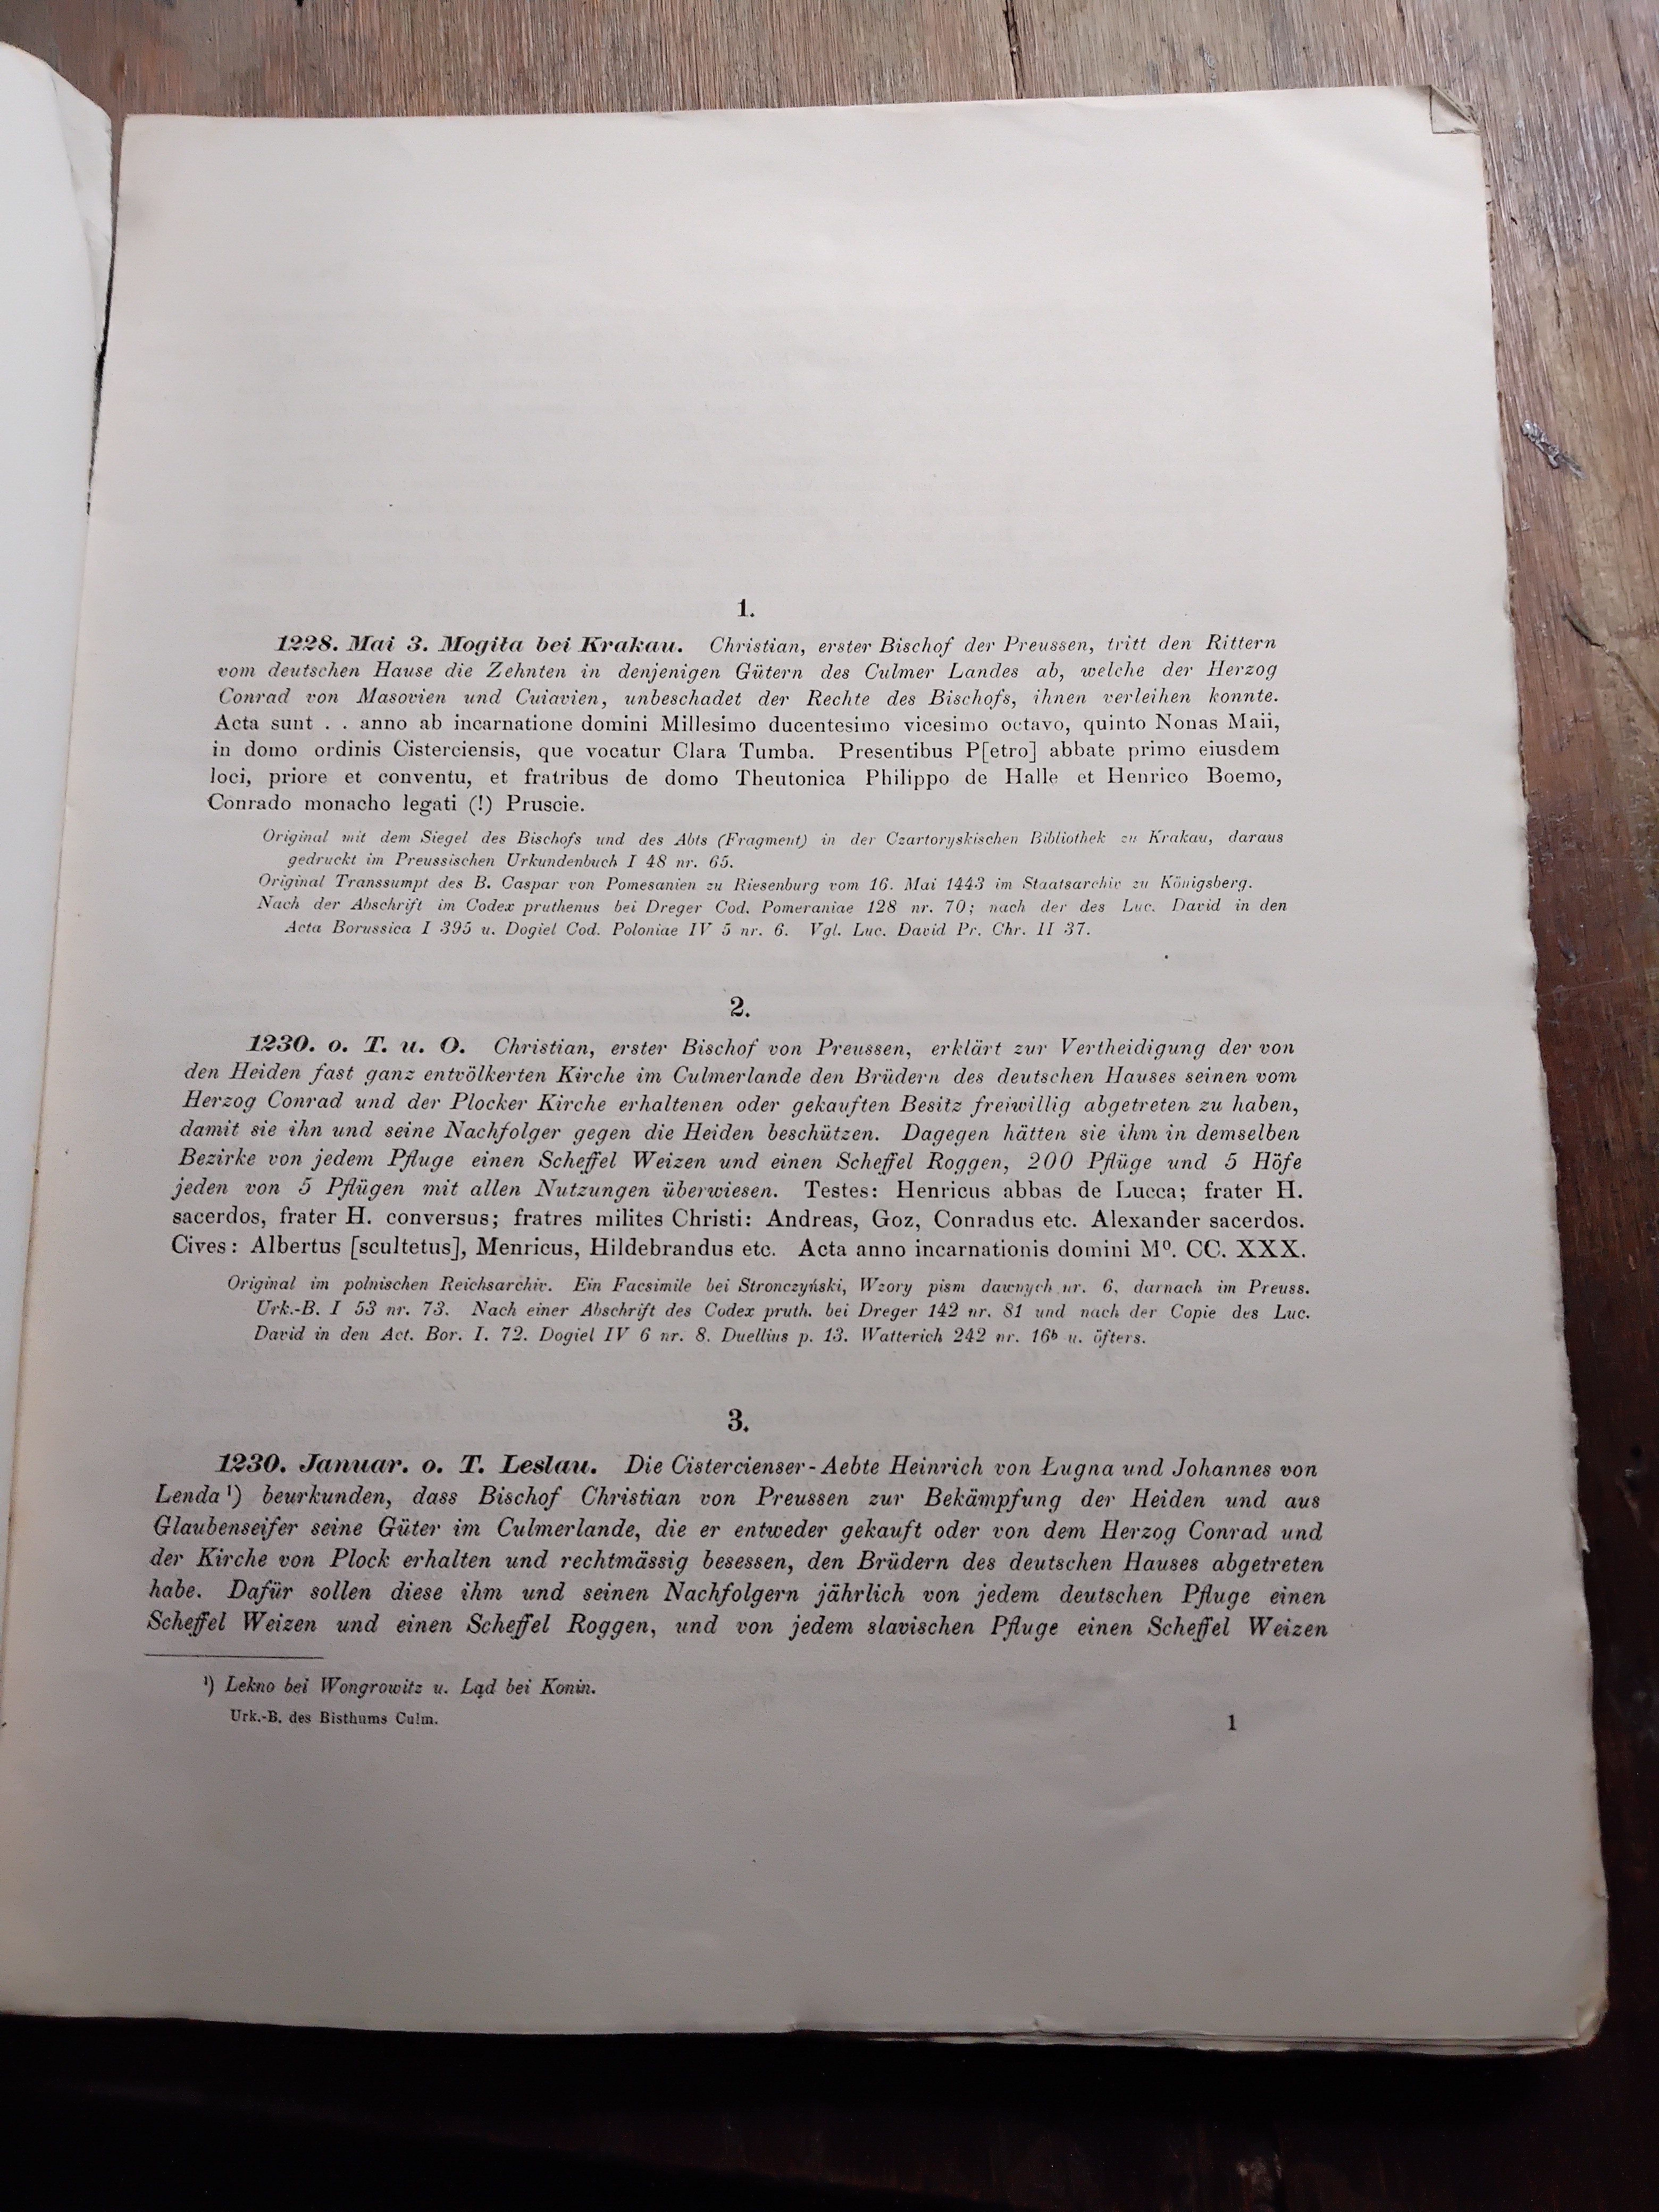 1.
1228. Mai 3. Mogiła bei Krakau. Christian, erster Bischof der Preussen, tritt den Rittern
vom deutschen Hause die Zehnten in denjenigen Gütern des Culmer Landes ab, welche der Herzog
Conrad von Masovien und Cuiavien, unbeschadet der Rechte des Bischofs, ihnen verleihen konnte.
Acta sunt . . anno ab incarnatione domini Millesimo ducentesimo vicesimo octavo, quinto Nonas Maii,
in domo ordinis Cisterciensis, que vocatur Clara Tumba. Presentibus P[etro] abbate primo eiusdem
loci, priore et conventu, et fratribus de domo Theutonica Philippo de Halle et Henrico Boemo,
Conrado monacho legati (!) Pruscie.
Original mit dem Siegel des Bischofs und des Abts (Fragment) in der Czartoryskischen Bibliothek zu Krakau, daraus
gedruckt im Preussischen Urkundenbuch I 48 nr. 65.
Original Transsumpt des B. Caspar von Pomesanien zu Riesenburg vom 16. Mai 1443 im Staatsarchiv zu Königsberg.
Nach der Abschrift im Codex pruthenus bei Dreger Cod. Pomeraniae 128 nr. 70; nach der des Luc. David in den
Acta Borussica I 395 u. Dogiel Cod. Poloniae IV 5 nr. 6. Vgl. Luc. David Pr. Chr. II 37.
2.
1230. o. T. u. O. Christian, erster Bischof von Preussen, erklärt zur Vertheidigung der von
den Heiden fast ganz entvölkerten Kirche im Culmerlande den Brüdern des deutschen Hauses seinen vom
Herzog Conrad und der Plocker Kirche erhaltenen oder gekauften Besitz freiwillig abgetreten zu haben,
damit sie ihn und seine Nachfolger gegen die Heiden beschützen. Dagegen hätten sie ihm in demselben
Bezirke von jedem Pfluge einen Scheffel Weizen und einen Scheffel Roggen, 200 Pflüge und 5 Höfe
jeden von 5 Pflügen mit allen Nutzungen überwiesen. Testes: Henricus abbas de Lucca; frater H.
sacerdos, frater H. conversus; fratres milites Christi: Andreas, Goz, Conradus etc. Alexander sacerdos.
Cives: Albertus [scultetus], Menricus, Hildebrandus etc. Acta anno incarnationis domini Mº. CC. XXX.
Original im polnischen Reichsarchiv. Ein Facsimile bei Stronczyński, Wzory pism dawnych nr. 6, darnach im Preuss.
Urk.-B. I 53 nr. 73. Nach einer Abschrift des Codex pruth. bei Dreger 142 nr. 81 und nach der Copie des Luc.
David in den Act. Bor. I. 72. Dogiel IV 6 nr. 8. Duellius p. 13. Watterich 242 nr. 16ᵇ u. öfters.
3.
1230. Januar. o. T. Leslau. Die Cistercienser-Aebte Heinrich von Ługna und Johannes von
Lenda¹) beurkunden, dass Bischof Christian von Preussen zur Bekämpfung der Heiden und aus
Glaubenseifer seine Güter im Culmerlande, die er entweder gekauft oder von dem Herzog Conrad und
der Kirche von Plock erhalten und rechtmässig besessen, den Brüdern des deutschen Hauses abgetreten
habe. Dafür sollen diese ihm und seinen Nachfolgern jährlich von jedem deutschen Pfluge einen
Scheffel Weizen und einen Scheffel Roggen, und von jedem slavischen Pfluge einen Scheffel Weizen
¹) Lekno bei Wongrowitz u. Ląd bei Konin.
Urk.-B. des Bisthums Culm. 1